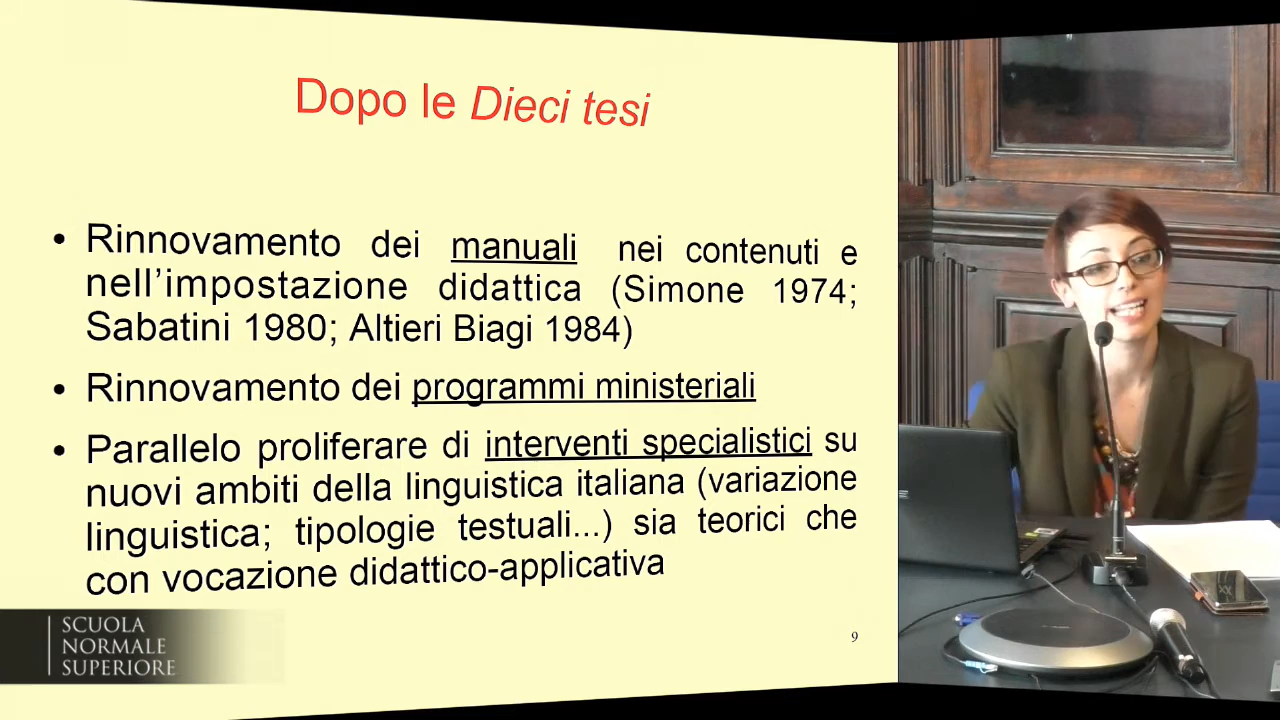 Dopo le Dieci tesi
• Rinnovamento dei manuali nei contenuti e
nell’impostazione didattica (Simone 1974;
Sabatini 1980; Altieri Biagi 1984)
• Rinnovamento dei programmi ministeriali
• Parallelo proliferare di interventi specialistici su
nuovi ambiti della linguistica italiana (variazione
linguistica; tipologie testuali...) sia teorici che
con vocazione didattico-applicativa
9
SCUOLA
NORMALE
SUPERIORE